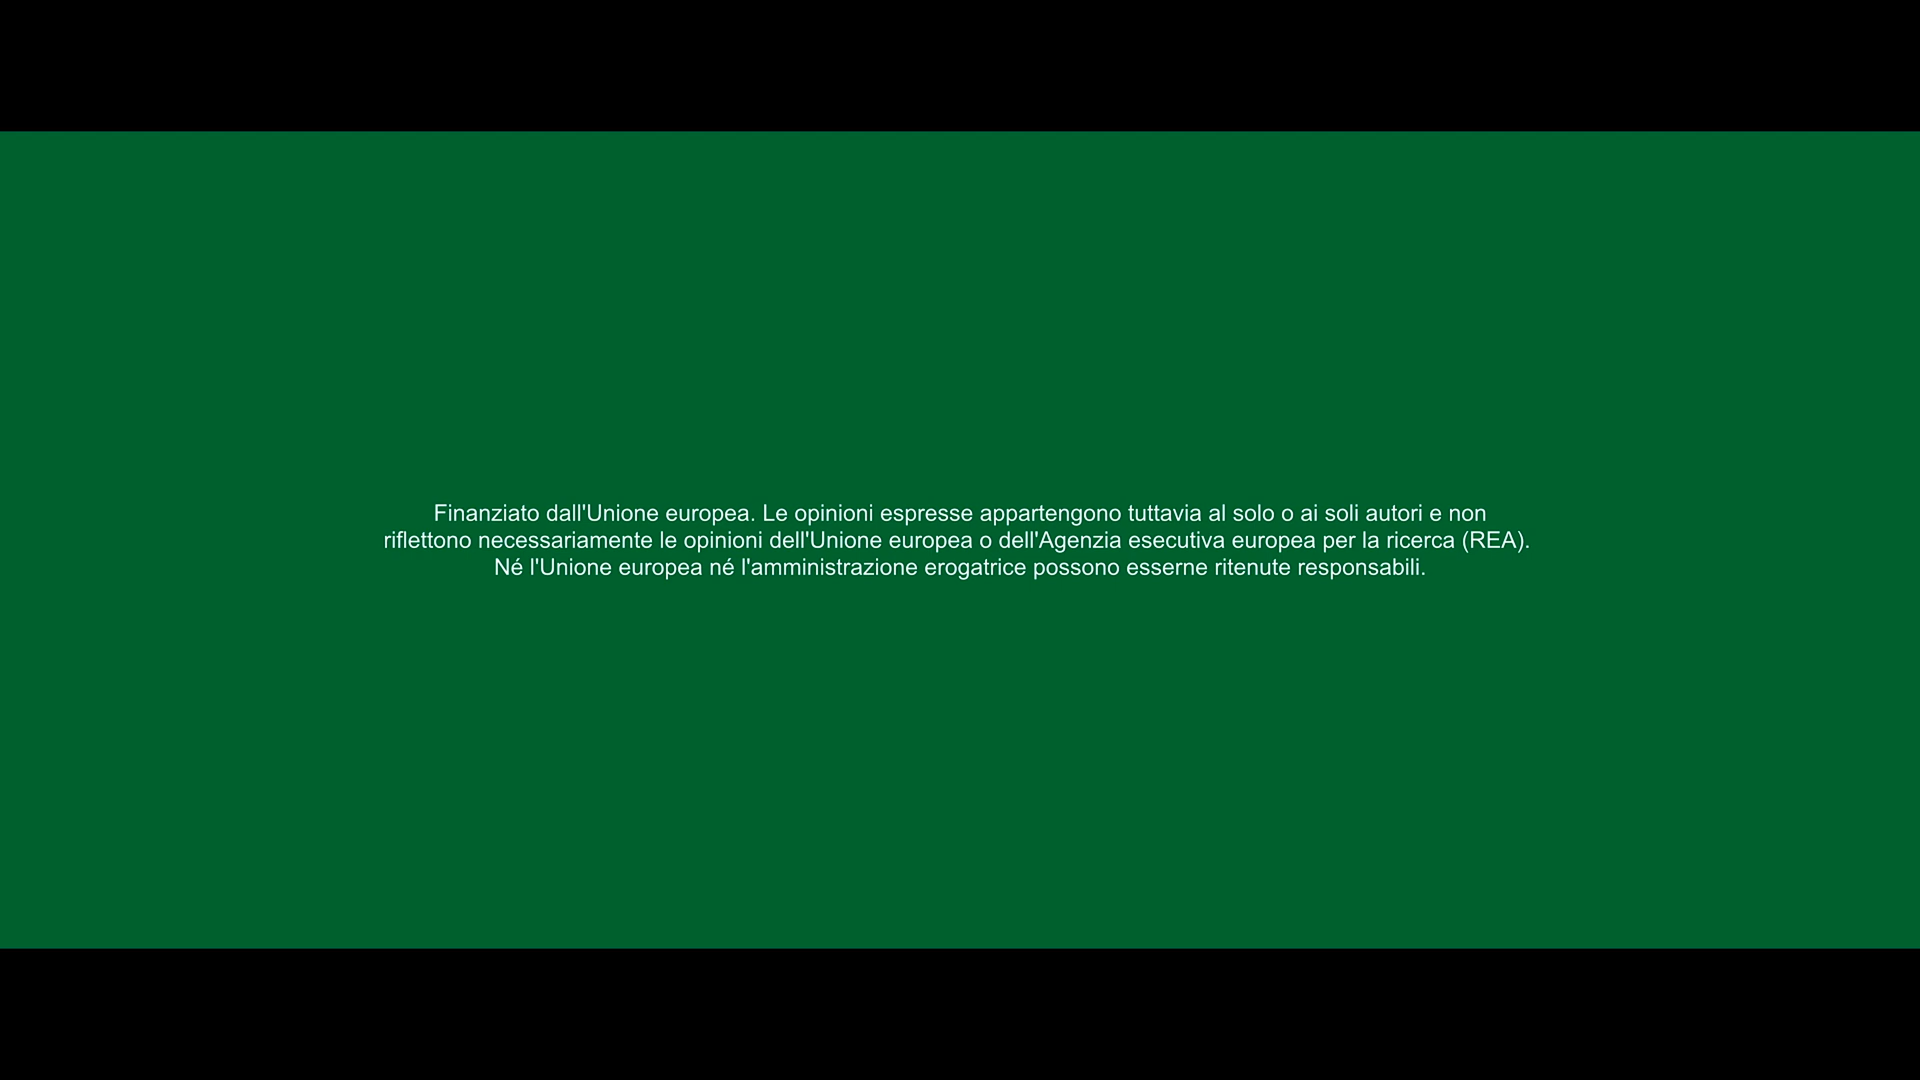 Finanziato dall'Unione europea. Le opinioni espresse appartengono tuttavia al solo o ai soli autori e non
riflettono necessariamente le opinioni dell'Unione europea o dell'Agenzia esecutiva europea per la ricerca (REA).
Né l'Unione europea né l'amministrazione erogatrice possono esserne ritenute responsabili.